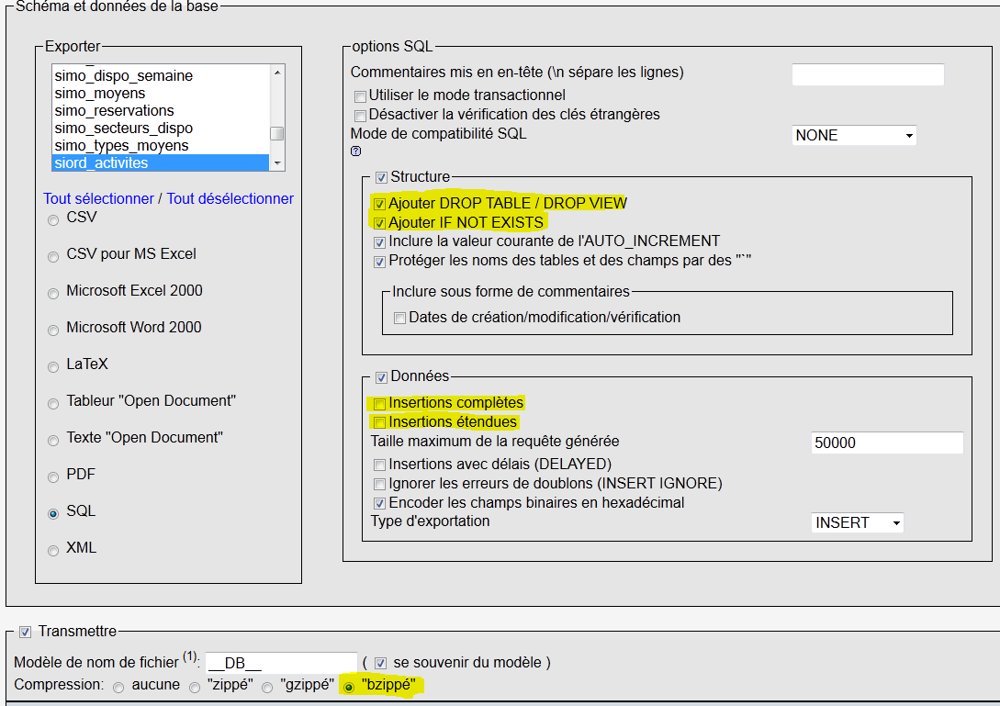 Schéma et données de la base
Exporter
simo_dispo_semaine
simo_moyens
simo_reservations
simo_secteurs_dispo
simo_types_moyens
siord_activites
Tout sélectionner / Tout désélectionner
CSV
CSV pour MS Excel
Microsoft Excel 2000
Microsoft Word 2000
LaTeX
Tableur "Open Document"
Texte "Open Document"
PDF
SQL
XML
options SQL
Commentaires mis en en-tête (\n sépare les lignes)
Utiliser le mode transactionnel
Désactiver la vérification des clés étrangères
Mode de compatibilité SQL NONE
?
Structure
Ajouter DROP TABLE / DROP VIEW
Ajouter IF NOT EXISTS
Inclure la valeur courante de l'AUTO_INCREMENT
Protéger les noms des tables et des champs par des "`"
Inclure sous forme de commentaires
Dates de création/modification/vérification
Données
Insertions complètes
Insertions étendues
Taille maximum de la requête générée 50000
Insertions avec délais (DELAYED)
Ignorer les erreurs de doublons (INSERT IGNORE)
Encoder les champs binaires en hexadécimal
Type d'exportation INSERT
Transmettre
Modèle de nom de fichier (1): __DB__ ( se souvenir du modèle )
Compression: aucune "zippé" "gzippé" "bzippé"